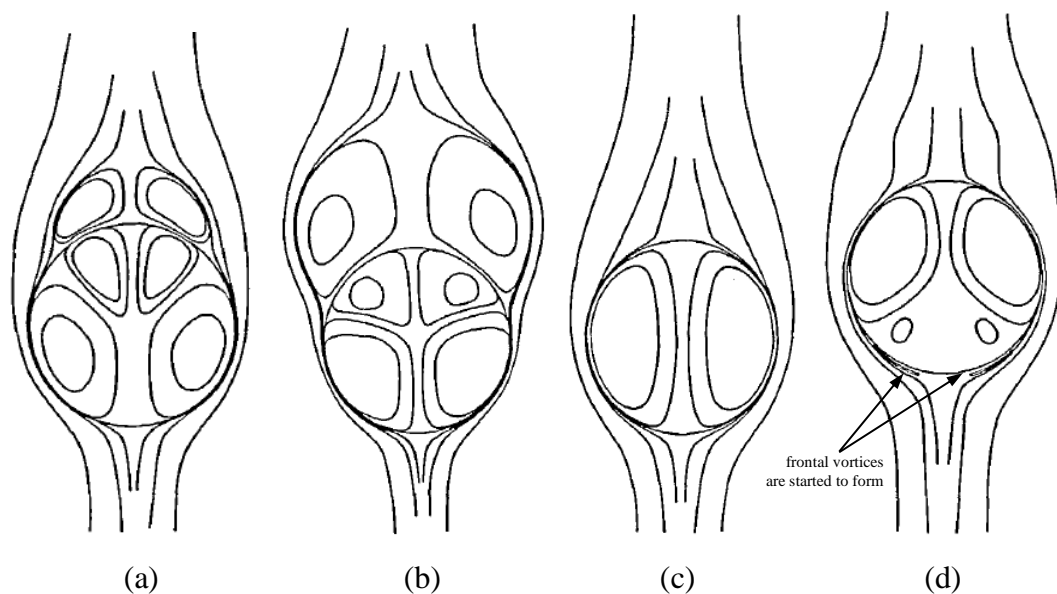 frontal vortices
are started to form
(a)
(b)
(c)
(d)